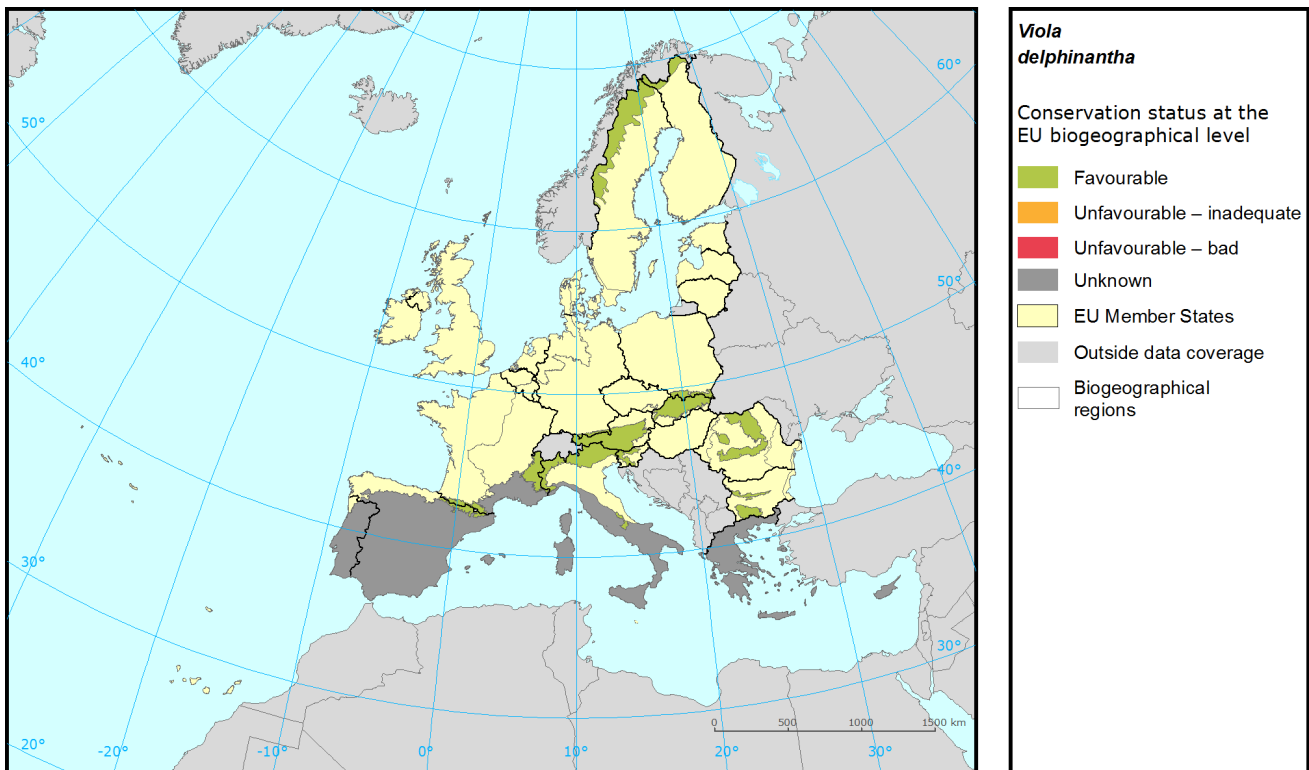 60°
50°
50°
40°
40°
30°
30°
20°
-20°
-10°
0°
10°
20°
30°
0 500 1000 1500 km
Viola
delphinantha
Conservation status at the
EU biogeographical level
Favourable
Unfavourable – inadequate
Unfavourable – bad
Unknown
EU Member States
Outside data coverage
Biogeographical
regions